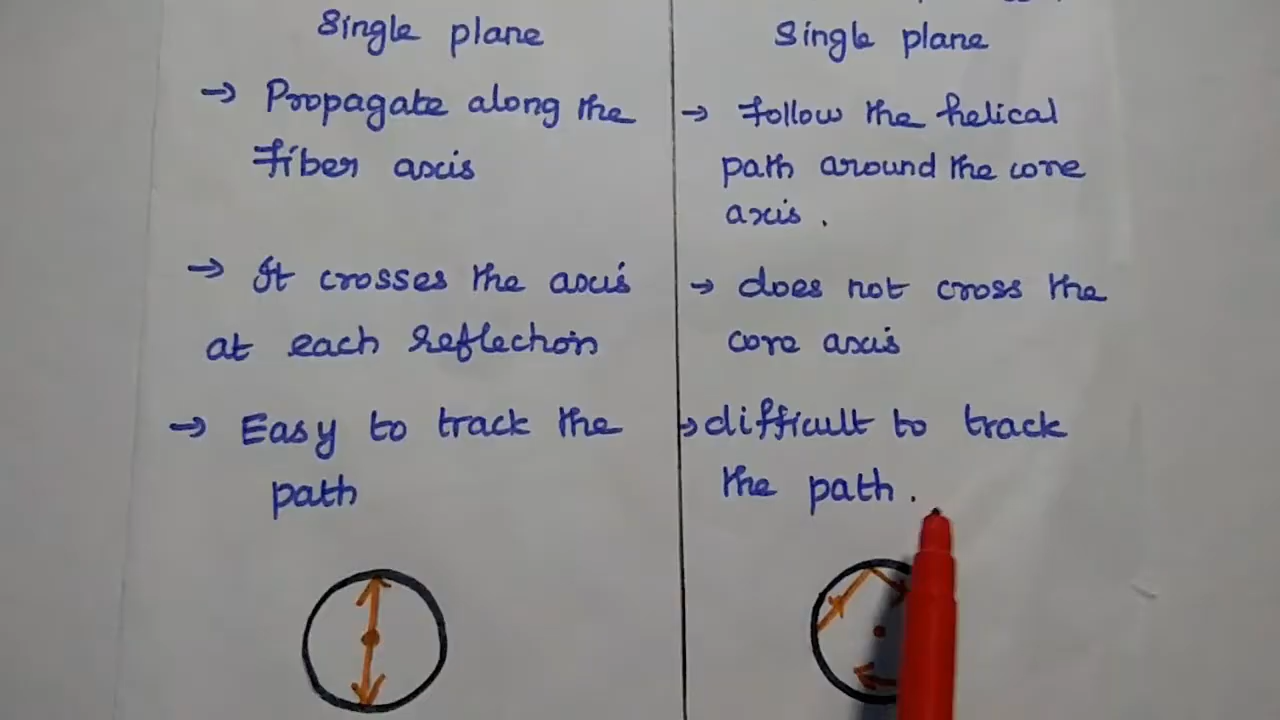 Single plane
→ Propagate along the
fiber axis
→ It crosses the axis
at each reflection
→ Easy to track the
path
Single plane
→ Follow the helical
path around the core
axis.
→ does not cross the
core axis
→ difficult to track
the path.